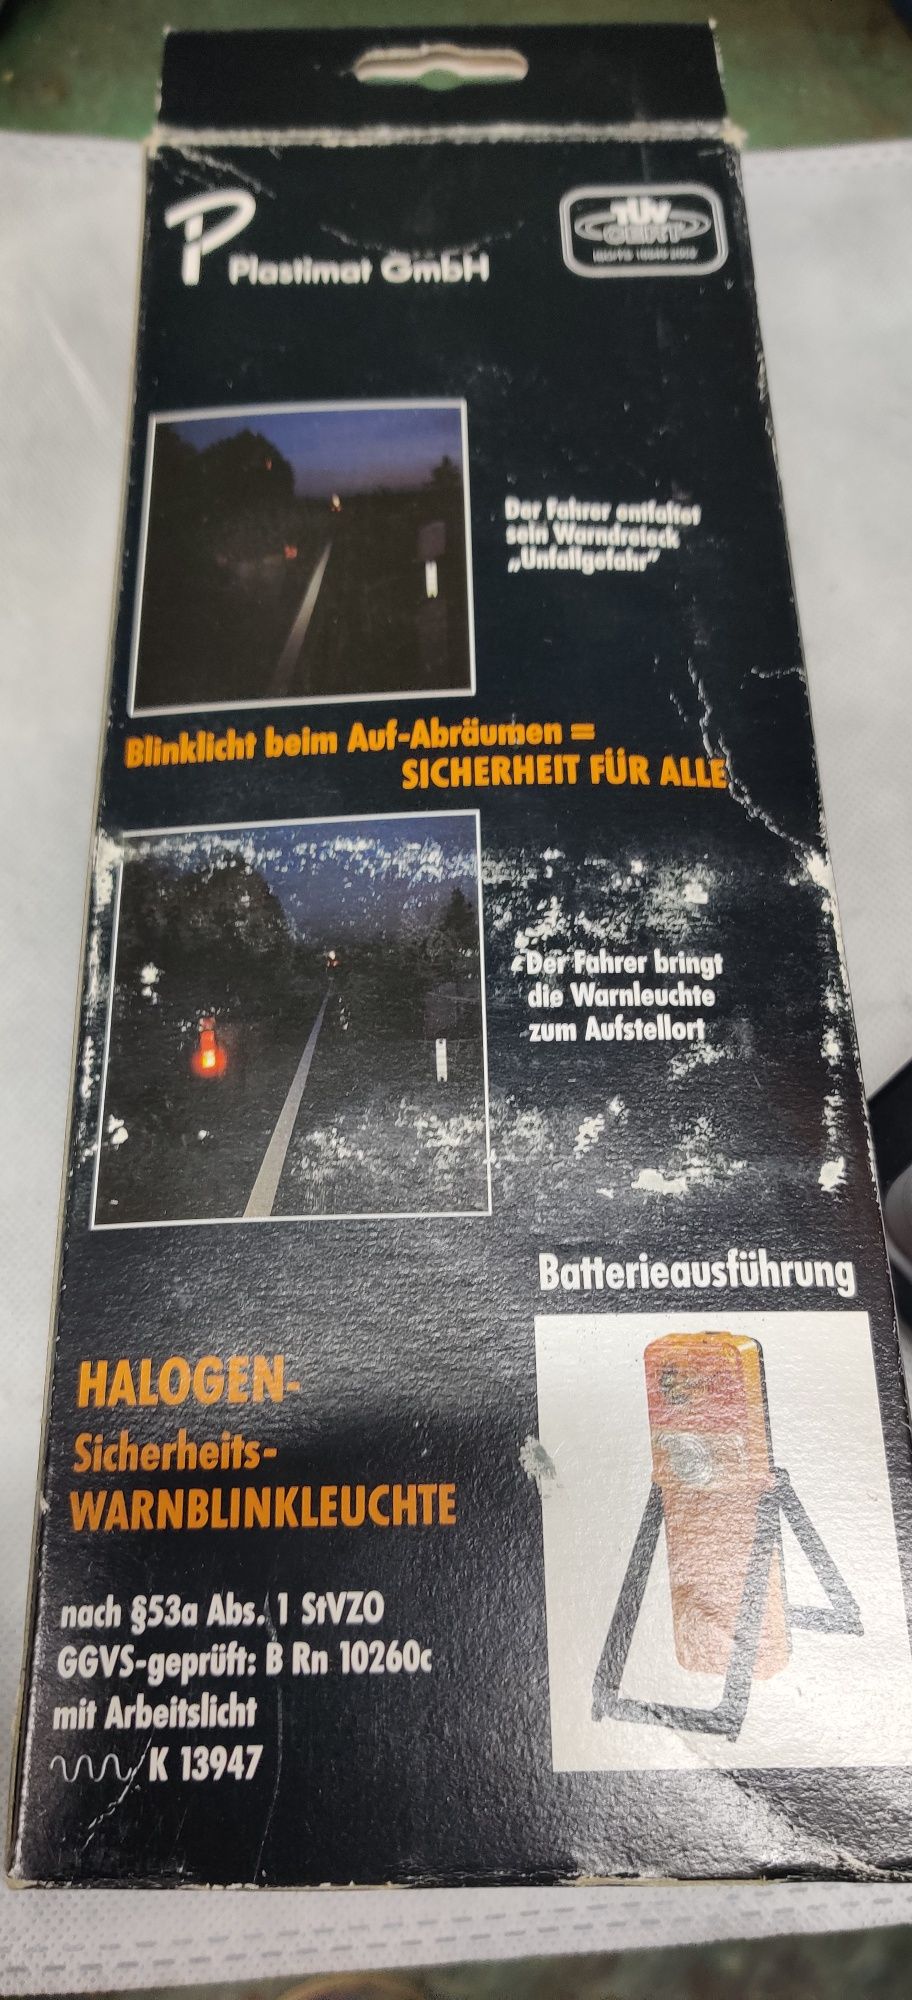 P Plastimat GmbH
TÜV
CERT
Der Fahrer entfaltet
sein Warndreieck
„Unfallgefahr"
Blinklicht beim Auf-Abräumen =
SICHERHEIT FÜR ALLE
Der Fahrer bringt
die Warnleuchte
zum Aufstellort
Batterieausführung
HALOGEN-
Sicherheits-
WARNBLINKLEUCHTE
nach §53a Abs. 1 StVZO
GGVS-geprüft: B Rn 10260c
mit Arbeitslicht
K 13947